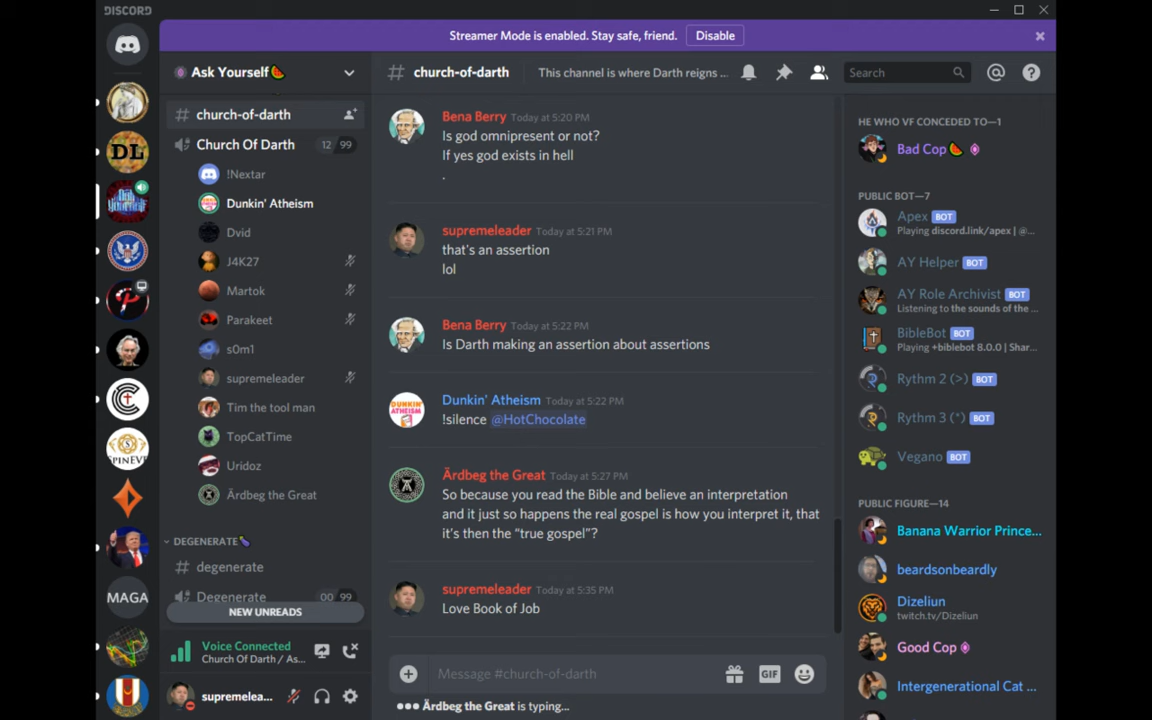 DISCORD
Streamer Mode is enabled. Stay safe, friend. Disable
Ask Yourself🍉
# church-of-darth
Church Of Darth 12 99
!Nextar
Dunkin' Atheism
Dvid
J4K27
Martok
Parakeet
s0m1
supremeleader
Tim the tool man
TopCatTime
Uridoz
Ärdbeg the Great
DEGENERATE🍆
# degenerate
Degenerate 00 99
NEW UNREADS
Voice Connected
Church Of Darth / As...
supremelea...
DL
SPINEVE
MAGA
# church-of-darth This channel is where Darth reigns ...
Search
Bena Berry Today at 5:20 PM
Is god omnipresent or not?
If yes god exists in hell
.
supremeleader Today at 5:21 PM
that's an assertion
lol
Bena Berry Today at 5:22 PM
Is Darth making an assertion about assertions
DUNKIN'
ATHEISM
Dunkin' Atheism Today at 5:22 PM
!silence @HotChocolate
Ärdbeg the Great Today at 5:27 PM
So because you read the Bible and believe an interpretation
and it just so happens the real gospel is how you interpret it, that
it's then the "true gospel"?
supremeleader Today at 5:35 PM
Love Book of Job
Message #church-of-darth
GIF
Ärdbeg the Great is typing...
HE WHO VF CONCEDED TO—1
Bad Cop🍉
PUBLIC BOT—7
Apex BOT
Playing discord.link/apex | @...
AY Helper BOT
AY Role Archivist BOT
Listening to the sounds of the ...
BibleBot BOT
Playing +biblebot 8.0.0 | Shar...
Rythm 2 (>) BOT
Rythm 3 (*) BOT
Vegano BOT
PUBLIC FIGURE—14
Banana Warrior Prince...
beardsonbeardly
Dizeliun
twitch.tv/Dizeliun
Good Cop
Intergenerational Cat ...